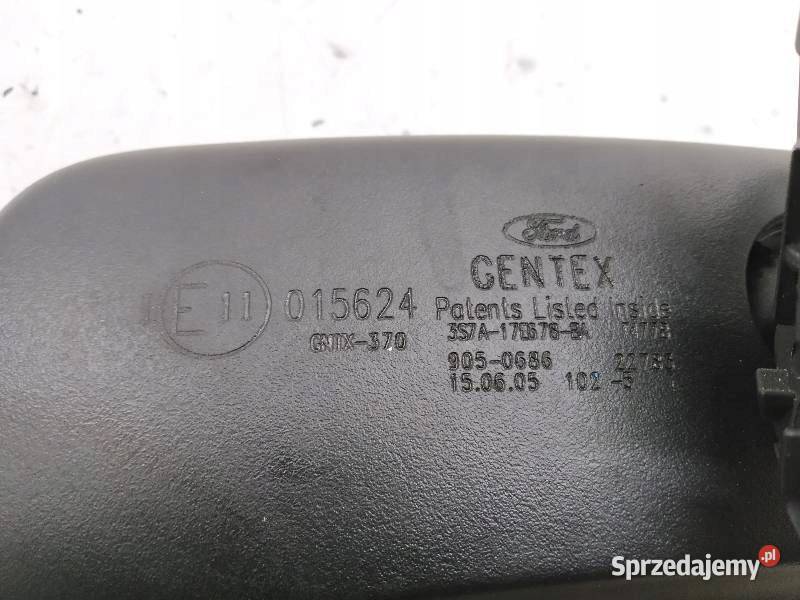 Ford
GENTEX
I E11 015624 Patents Listed Inside
GNTX-370 3S7A-17E678-BA
905-0686
15.06.05 102-5
Sprzedajemy.pl